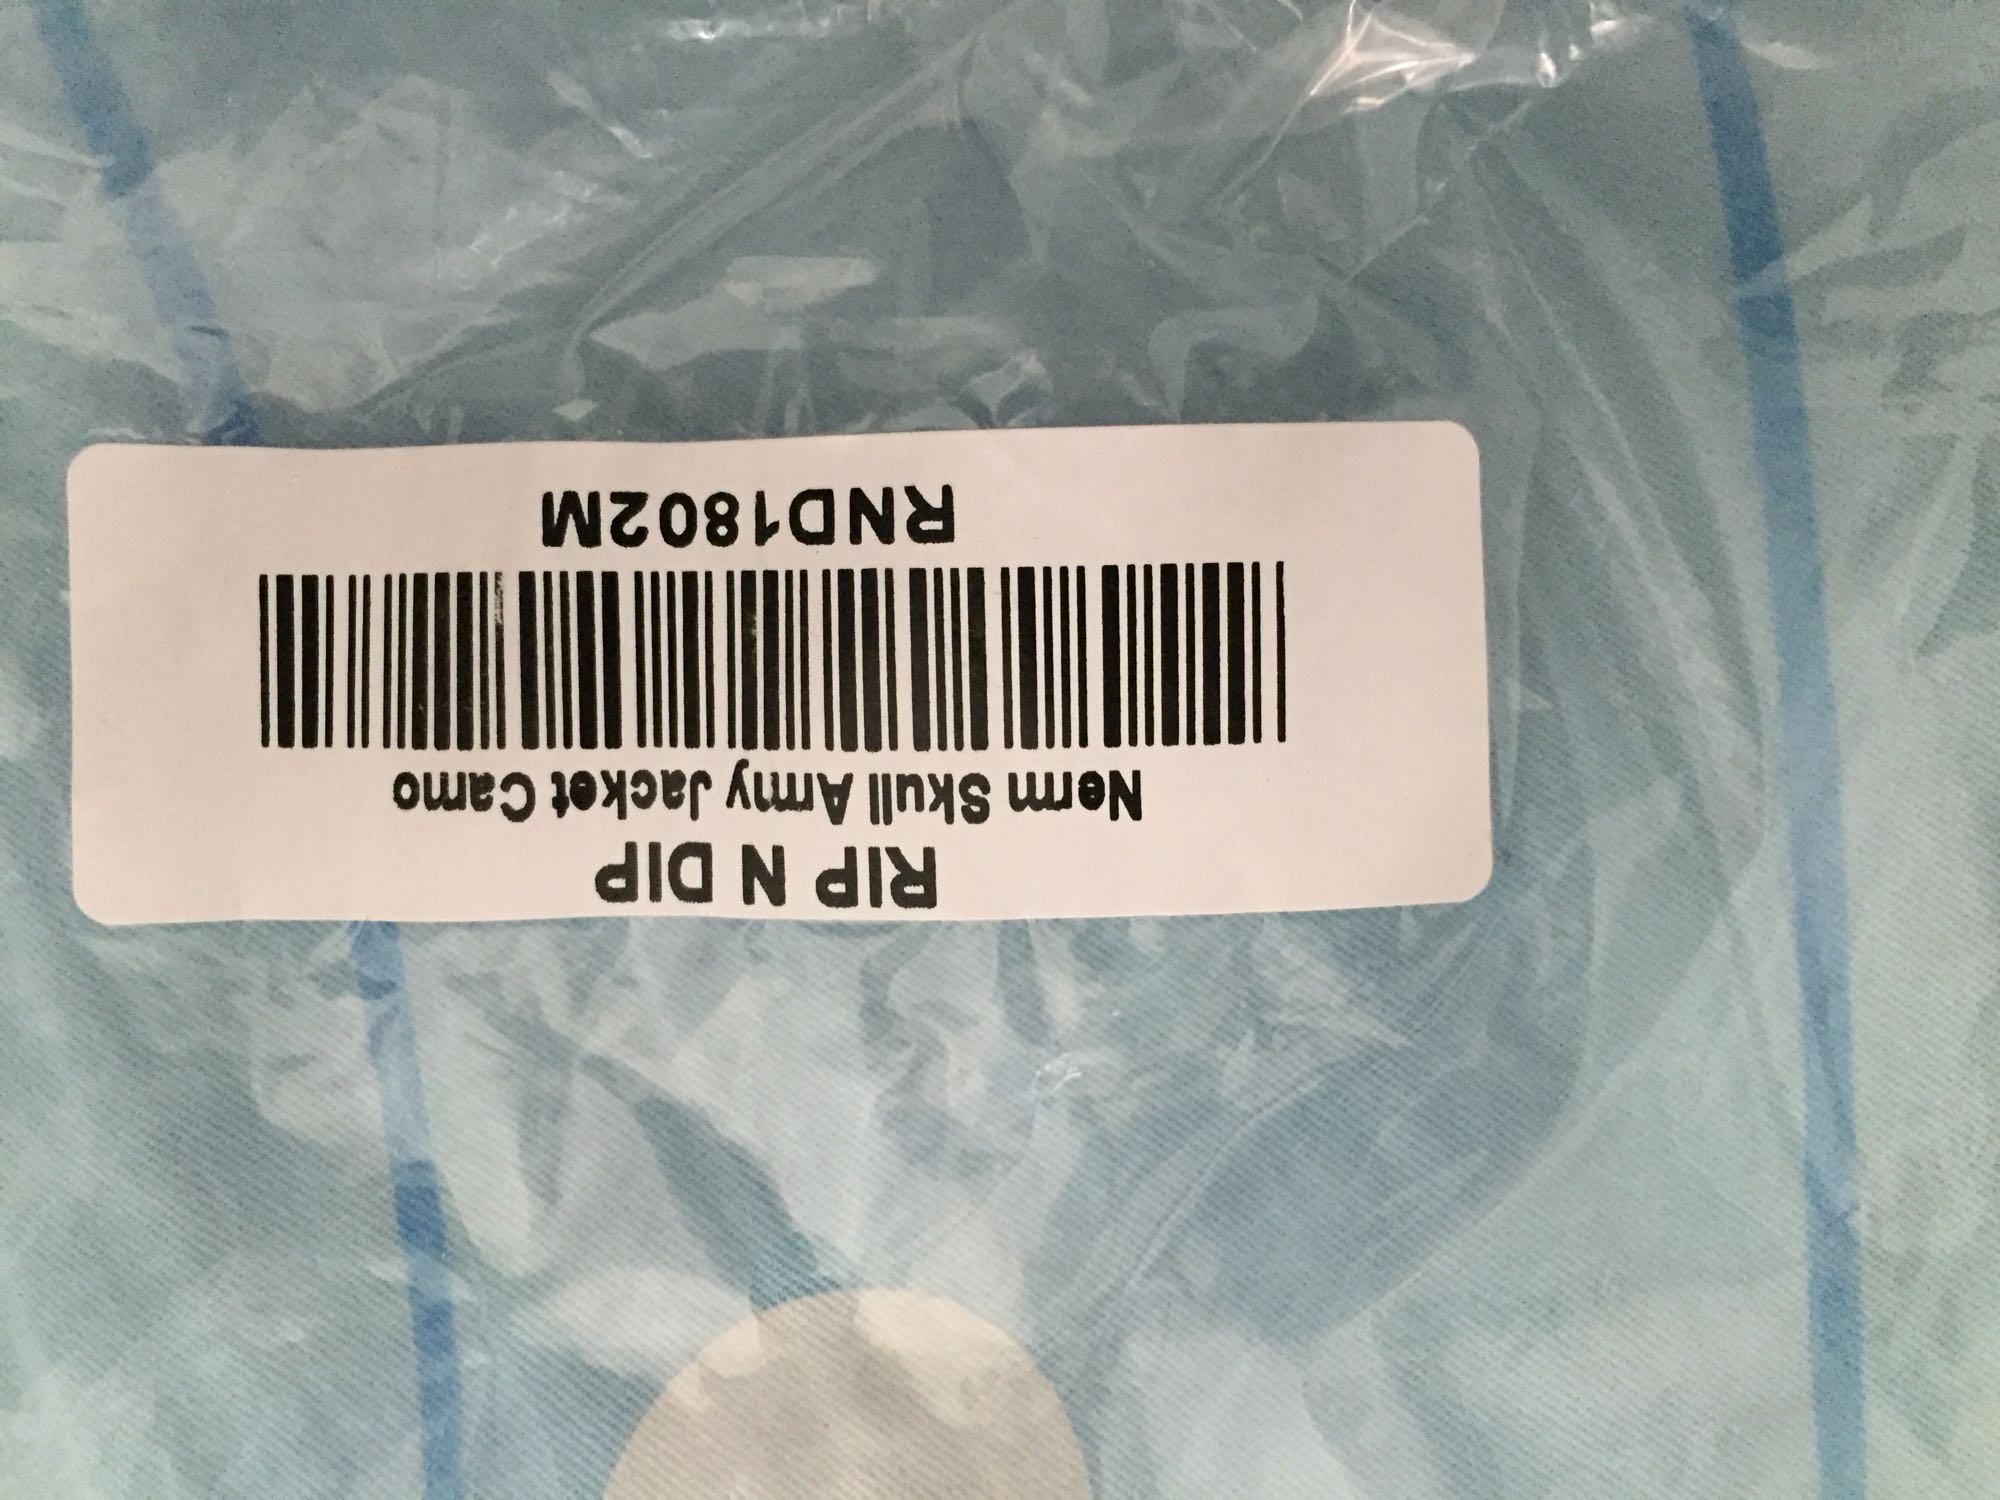 RIP N DIP
Nerm Skull Army Jacket Camo
RND1802M